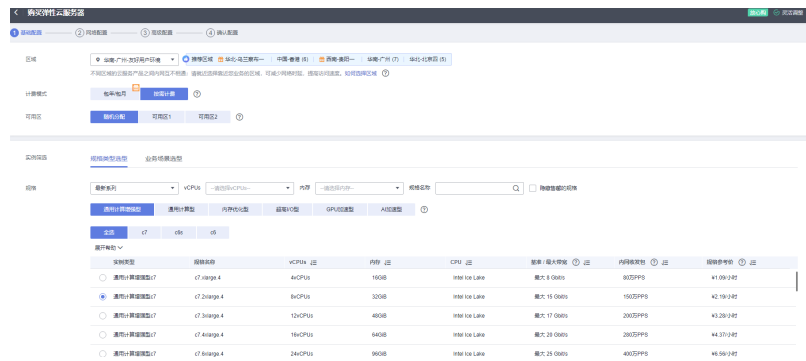 购买弹性云服务器
1 基础配置 2 网络配置 3 高级配置 4 确认配置
区域 华南-广州-友好用户环境 推荐区域 华北-乌兰察布一 中国-香港 (6) 西南-贵阳一 华南-广州 (7) 华北-北京四 (5)
不同区域的云服务产品之间内网互不相通；请就近选择靠近您业务的区域，可减少网络时延，提高访问速度。如何选择区域
计费模式 包年/包月 按需计费
可用区 随机分配 可用区1 可用区2
实例筛选 规格类型选型 业务场景选型
规格 最新系列 vCPUs --请选择vCPUs-- 内存 --请选择内存-- 规格名称 隐藏售罄的规格
通用计算增强型 通用计算型 内存优化型 超高I/O型 GPU加速型 AI加速型
全选 c7 c6s c6
展开帮助
实例类型 规格名称 vCPUs 内存 CPU 基准 / 最大带宽 内网收发包 规格参考价
通用计算增强型c7 c7.xlarge.4 4vCPUs 16GiB Intel Ice Lake 最大 8 Gbit/s 80万PPS ¥1.09/小时
通用计算增强型c7 c7.2xlarge.4 8vCPUs 32GiB Intel Ice Lake 最大 15 Gbit/s 150万PPS ¥2.19/小时
通用计算增强型c7 c7.3xlarge.4 12vCPUs 48GiB Intel Ice Lake 最大 17 Gbit/s 200万PPS ¥3.28/小时
通用计算增强型c7 c7.4xlarge.4 16vCPUs 64GiB Intel Ice Lake 最大 20 Gbit/s 280万PPS ¥4.37/小时
通用计算增强型c7 c7.6xlarge.4 24vCPUs 96GiB Intel Ice Lake 最大 25 Gbit/s 400万PPS ¥6.56/小时